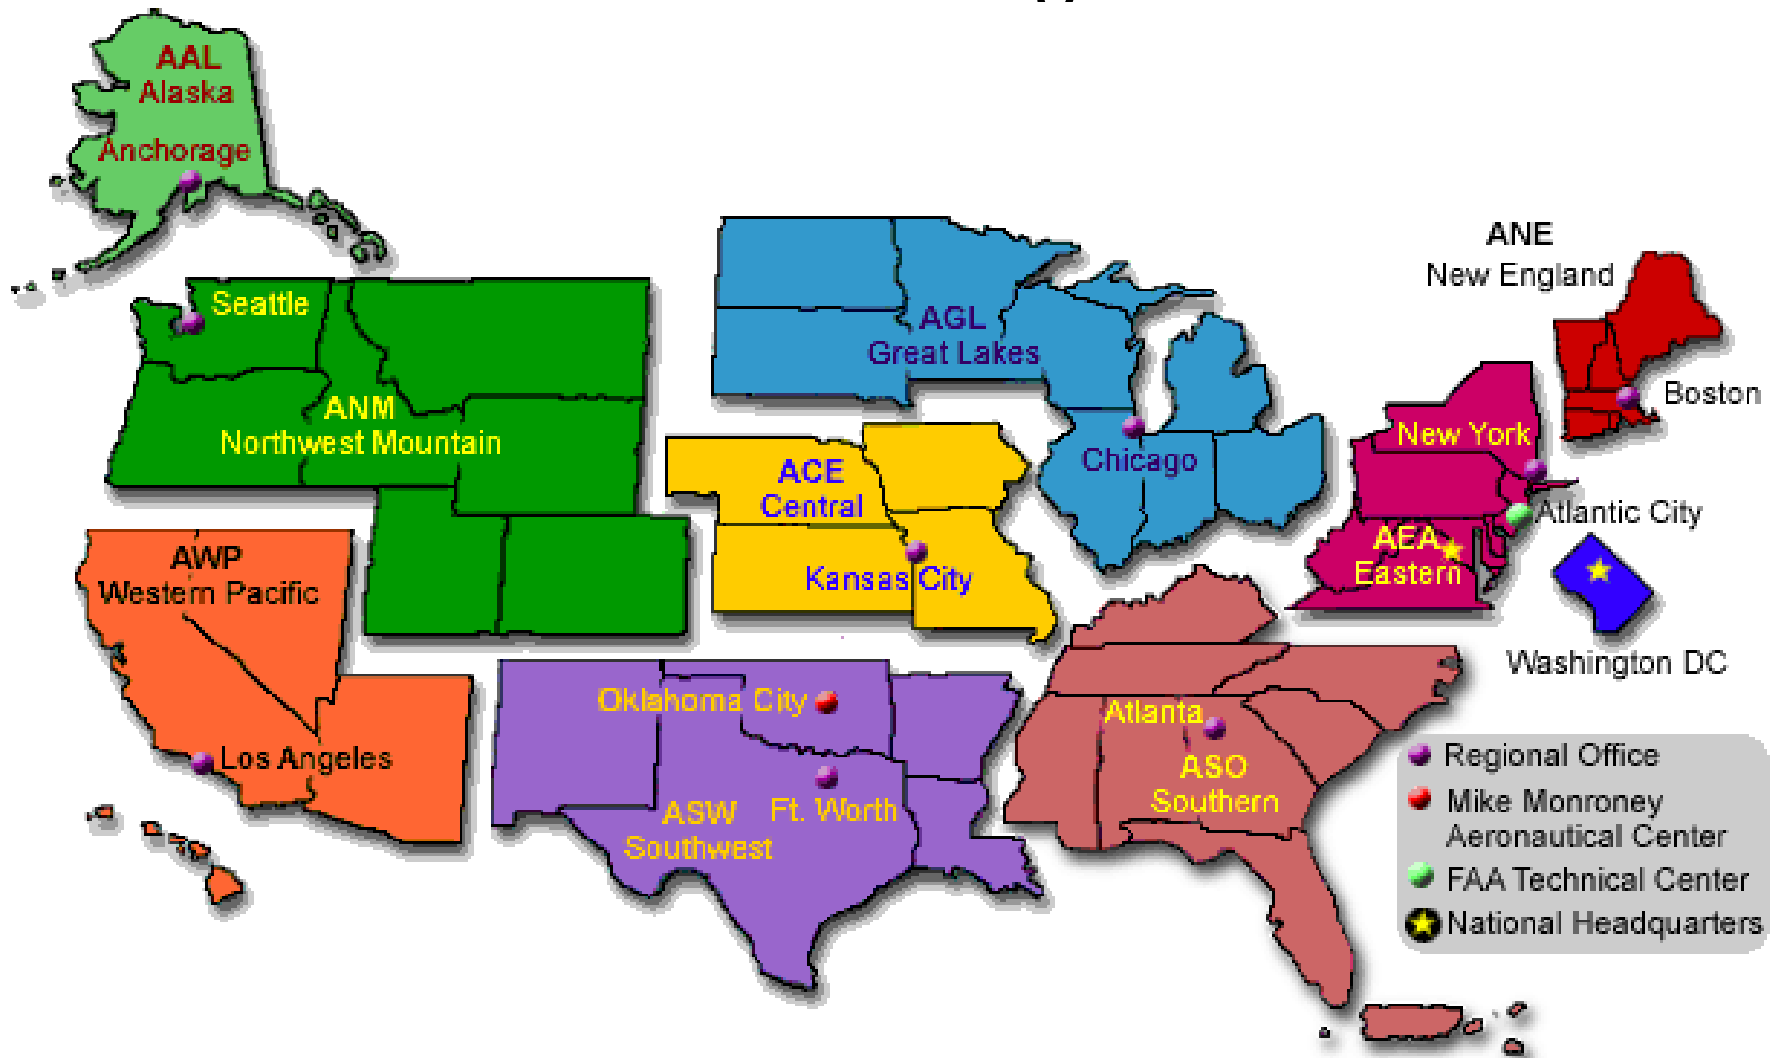 AAL
Alaska
Anchorage
ANE
New England
Seattle
AGL
Great Lakes
Boston
ANM
Northwest Mountain
New York
Chicago
ACE
Central
Atlantic City
AEA
Eastern
AWP
Western Pacific
Kansas City
Washington DC
Oklahoma City
Atlanta
Los Angeles
ASO
Southern
Ft. Worth
ASW
Southwest
Regional Office
Mike Monroney
Aeronautical Center
FAA Technical Center
National Headquarters